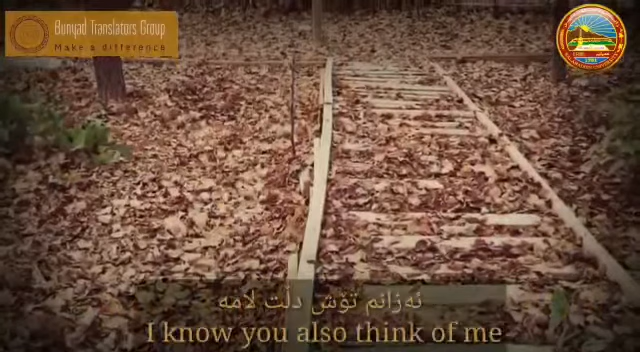 Bunyad Translators Group
Make a difference
ئەزانم تۆش دڵت لامە
I know you also think of me